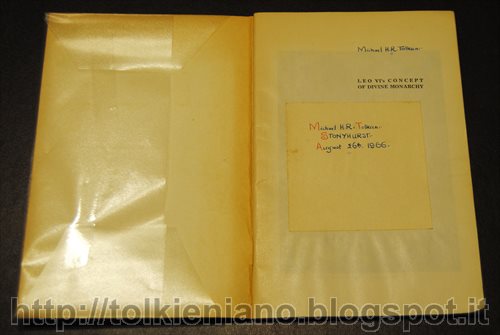 Michael H.R. Tolkien.
LEO VI's CONCEPT
OF DIVINE MONARCHY
Michael H.R. Tolkien.
STONYHURST.
August 26th. 1966.
http://tolkieniano.blogspot.it